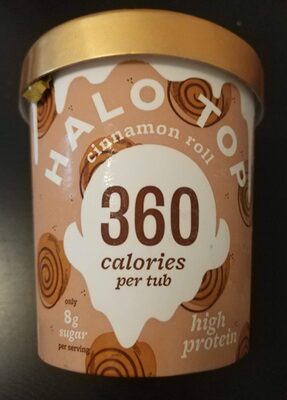 HALO TOP
cinnamon roll
360
calories
per tub
only
8g
sugar
per serving
high
protein